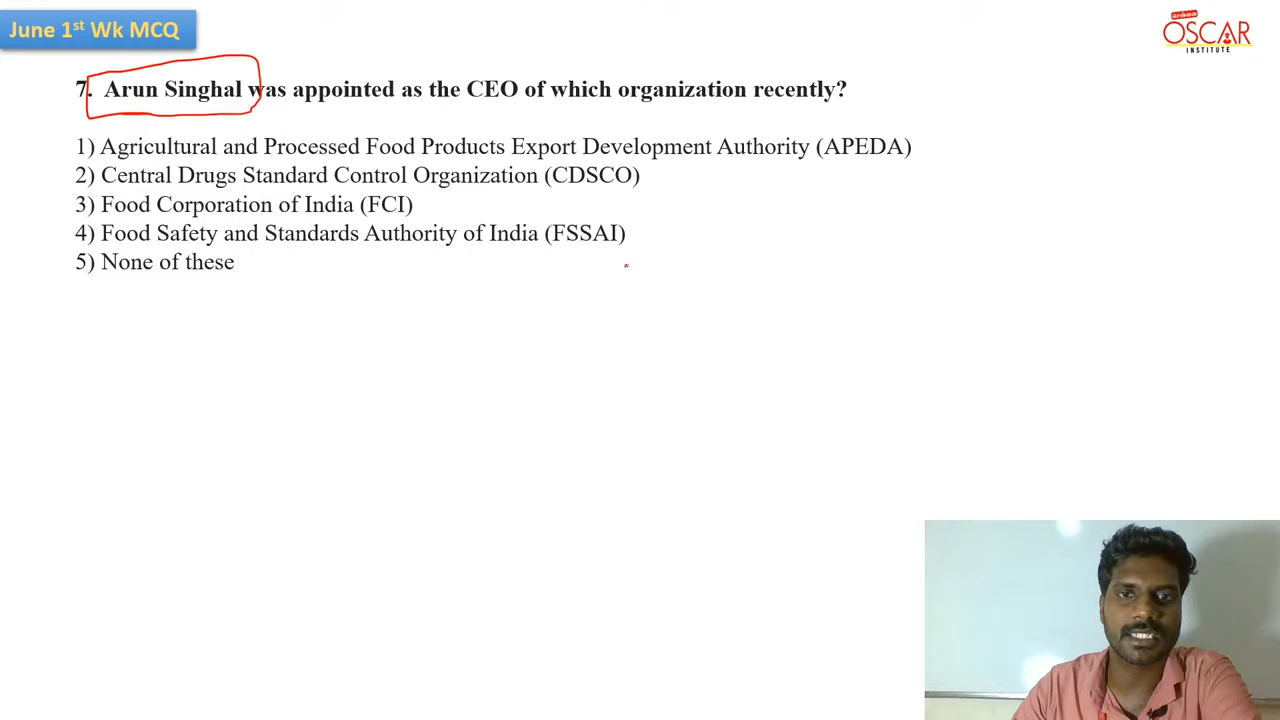 June 1st Wk MCQ
சென்னை
OSCAR
INSTITUTE
7. Arun Singhal was appointed as the CEO of which organization recently?
1) Agricultural and Processed Food Products Export Development Authority (APEDA)
2) Central Drugs Standard Control Organization (CDSCO)
3) Food Corporation of India (FCI)
4) Food Safety and Standards Authority of India (FSSAI)
5) None of these